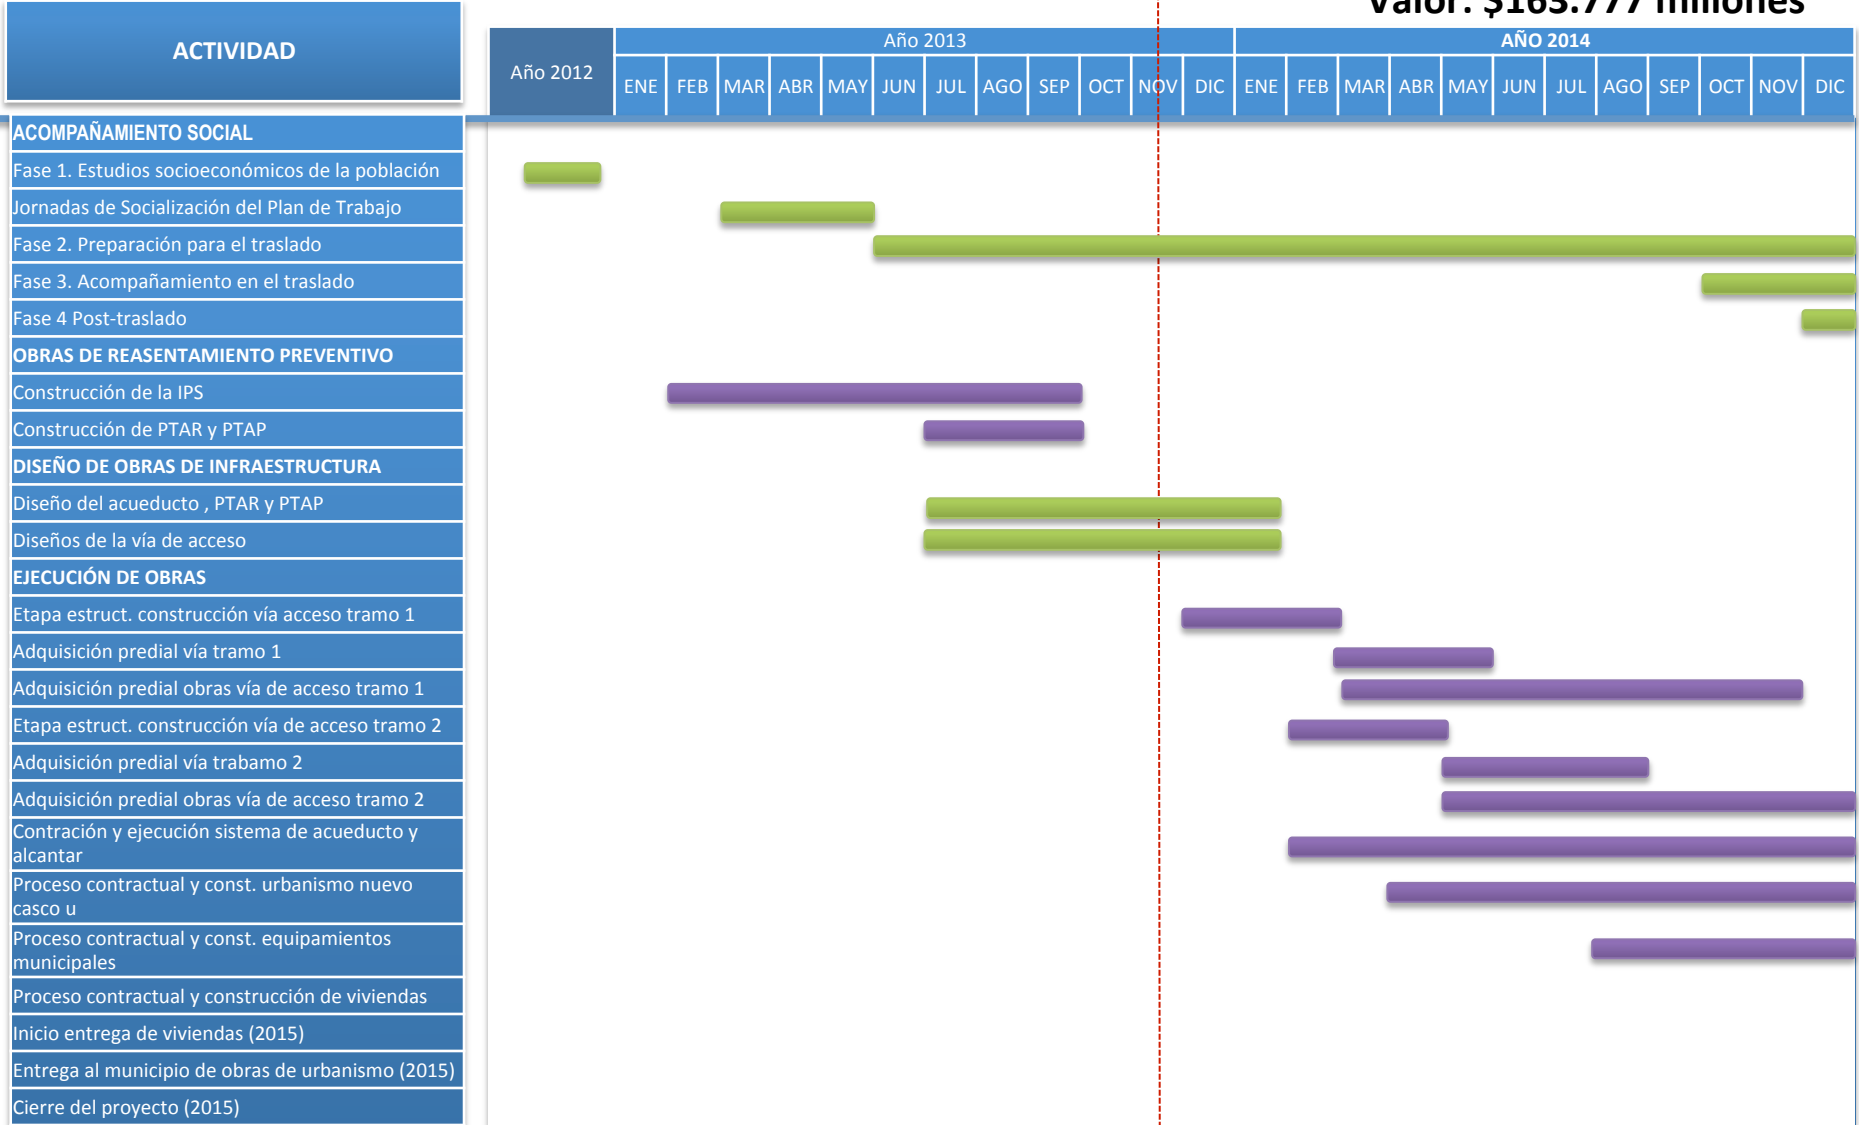 Valor: $163.777 millones
ACTIVIDAD
Año 2012
Año 2013
AÑO 2014
ENE FEB MAR ABR MAY JUN JUL AGO SEP OCT NOV DIC ENE FEB MAR ABR MAY JUN JUL AGO SEP OCT NOV DIC
ACOMPAÑAMIENTO SOCIAL
Fase 1. Estudios socioeconómicos de la población
Jornadas de Socialización del Plan de Trabajo
Fase 2. Preparación para el traslado
Fase 3. Acompañamiento en el traslado
Fase 4 Post-traslado
OBRAS DE REASENTAMIENTO PREVENTIVO
Construcción de la IPS
Construcción de PTAR y PTAP
DISEÑO DE OBRAS DE INFRAESTRUCTURA
Diseño del acueducto , PTAR y PTAP
Diseños de la vía de acceso
EJECUCIÓN DE OBRAS
Etapa estruct. construcción vía acceso tramo 1
Adquisición predial vía tramo 1
Adquisición predial obras vía de acceso tramo 1
Etapa estruct. construcción vía de acceso tramo 2
Adquisición predial vía trabamo 2
Adquisición predial obras vía de acceso tramo 2
Contración y ejecución sistema de acueducto y
alcantar
Proceso contractual y const. urbanismo nuevo
casco u
Proceso contractual y const. equipamientos
municipales
Proceso contractual y construcción de viviendas
Inicio entrega de viviendas (2015)
Entrega al municipio de obras de urbanismo (2015)
Cierre del proyecto (2015)